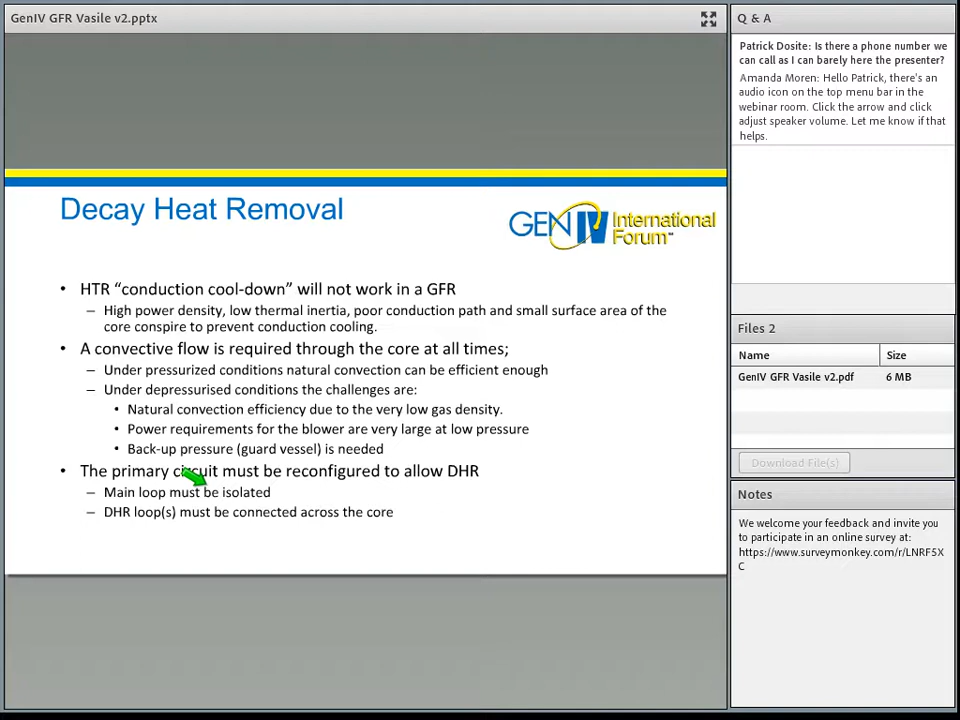 GenIV GFR Vasile v2.pptx
Decay Heat Removal
GENIV International
Forum™
• HTR “conduction cool-down” will not work in a GFR
– High power density, low thermal inertia, poor conduction path and small surface area of the
core conspire to prevent conduction cooling.
• A convective flow is required through the core at all times;
– Under pressurized conditions natural convection can be efficient enough
– Under depressurised conditions the challenges are:
• Natural convection efficiency due to the very low gas density.
• Power requirements for the blower are very large at low pressure
• Back-up pressure (guard vessel) is needed
• The primary circuit must be reconfigured to allow DHR
– Main loop must be isolated
– DHR loop(s) must be connected across the core
Q & A
Patrick Dosite: Is there a phone number we
can call as I can barely here the presenter?
Amanda Moren: Hello Patrick, there's an
audio icon on the top menu bar in the
webinar room. Click the arrow and click
adjust speaker volume. Let me know if that
helps.
Files 2
Name Size
GenIV GFR Vasile v2.pdf 6 MB
Download File(s)
Notes
We welcome your feedback and invite you
to participate in an online survey at:
https://www.surveymonkey.com/r/LNRF5X
C